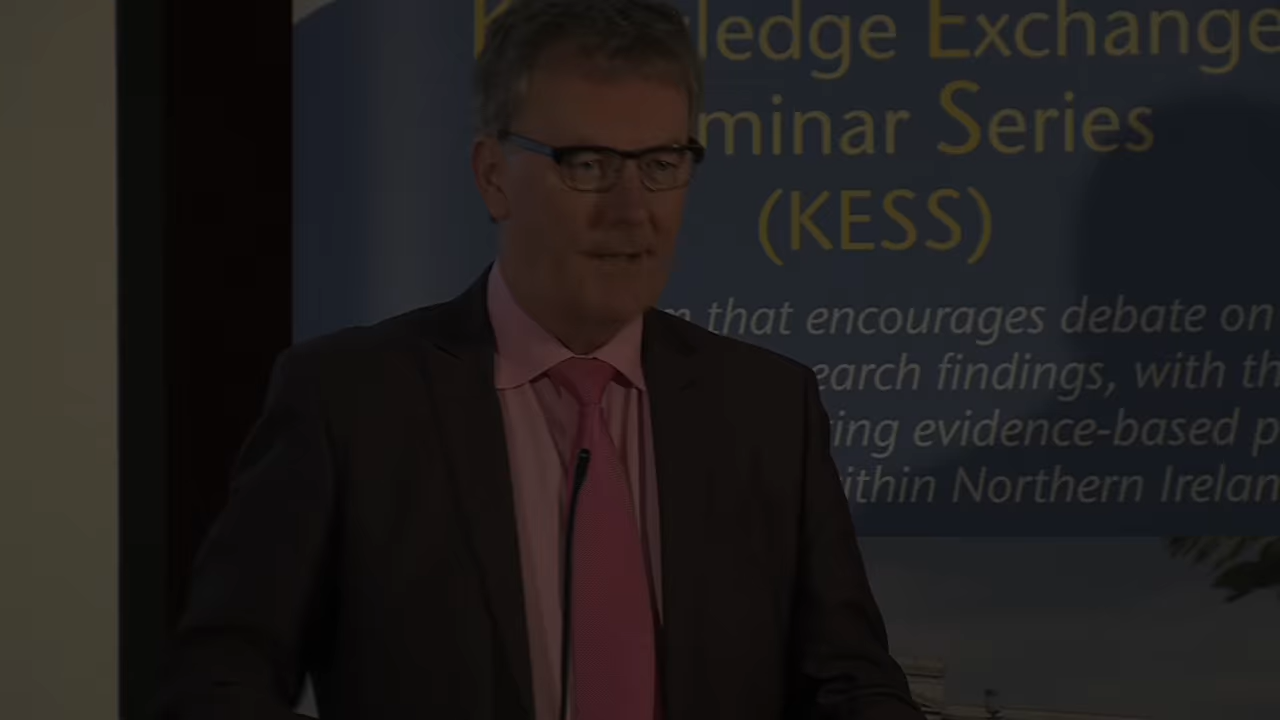 ledge Exchange
minar Series
(KESS)
that encourages debate on
earch findings, with th
ing evidence-based p
ithin Northern Irelan